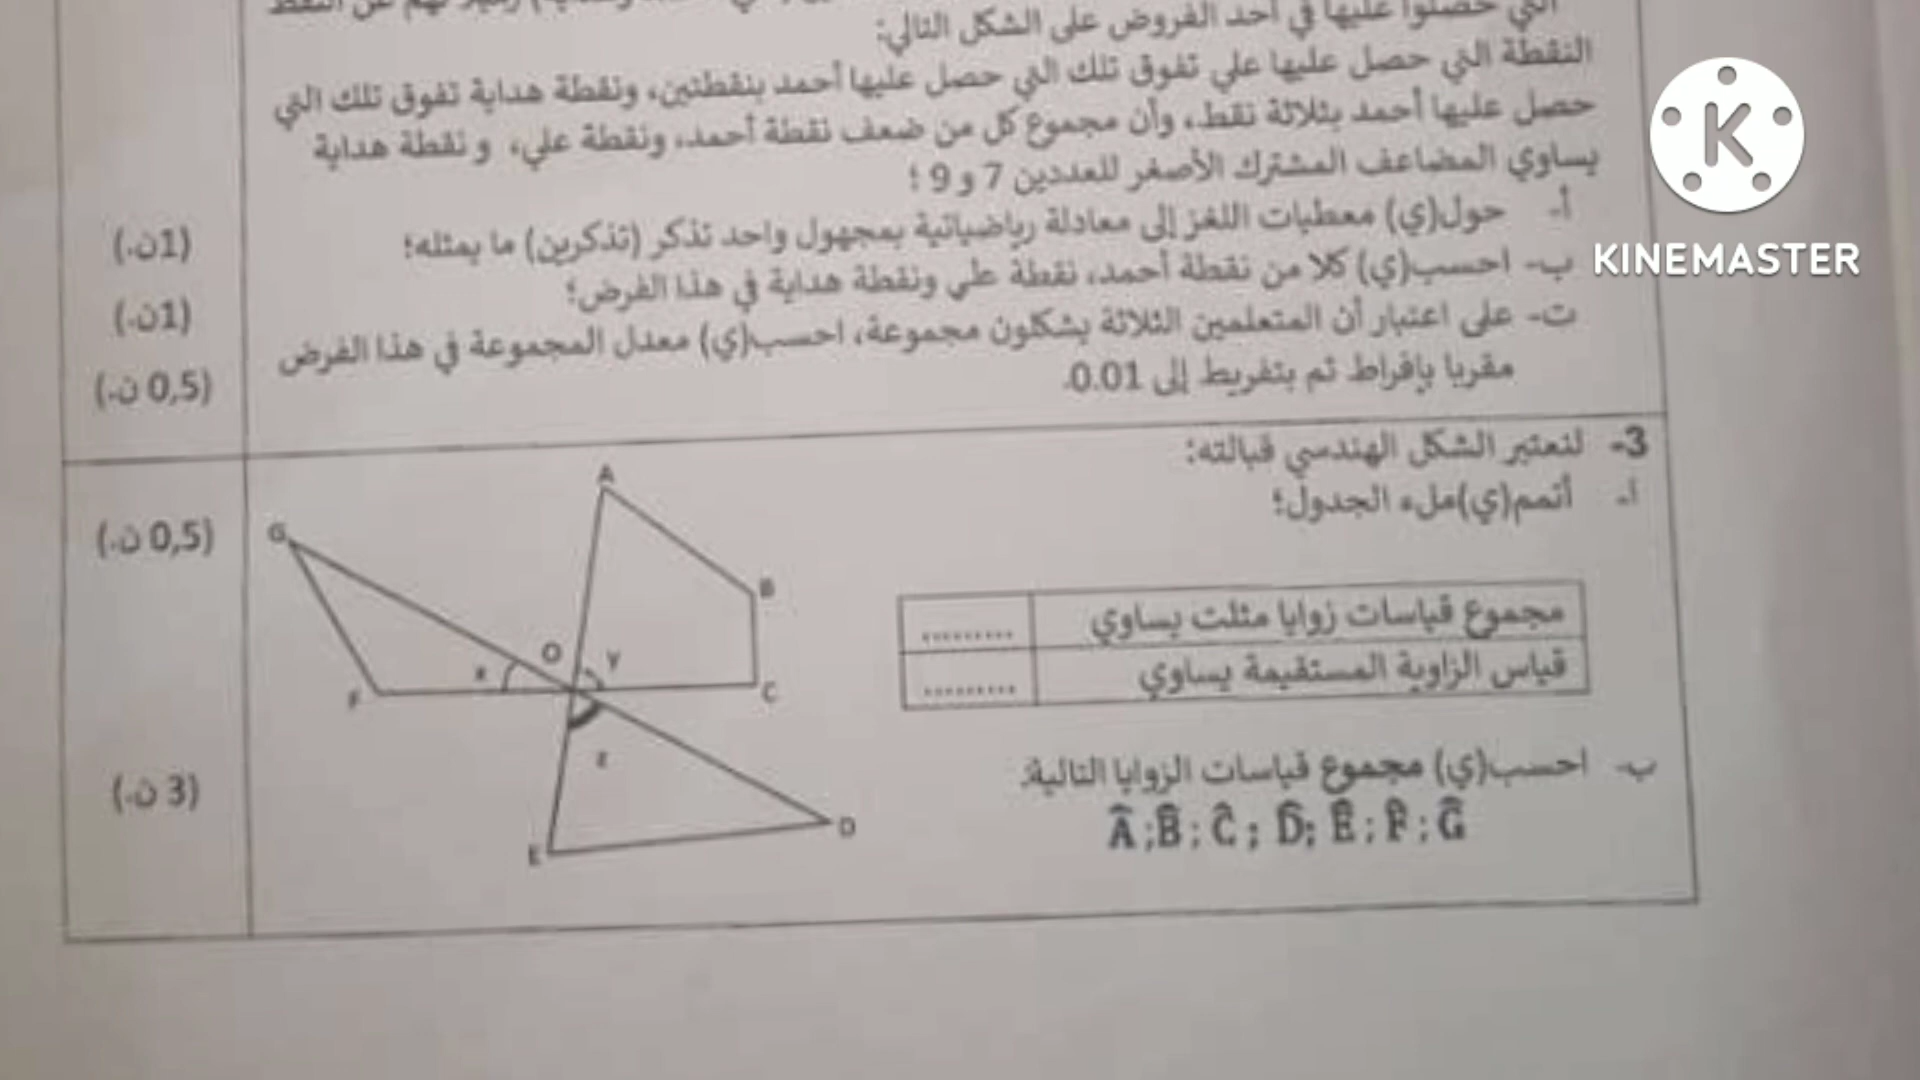 التي حصلوا عليها في أحد الفروض على الشكل التالي:
النقطة التي حصل عليها علي تفوق تلك التي حصل عليها أحمد بنقطتين، ونقطة هداية تفوق تلك التي
حصل عليها أحمد بثلاثة نقط، وأن مجموع كل من ضعف نقطة أحمد، ونقطة علي، و نقطة هداية
يساوي المضاعف المشترك الأصغر للعددين 7 و 9 ؛
أ- حول(ي) معطيات اللغز إلى معادلة رياضياتية بمجهول واحد تذكر (تذكرين) ما يمثله؛
(1ن.)
ب- احسب(ي) كلا من نقطة أحمد، نقطة علي ونقطة هداية في هذا الفرض؛
(1ن.)
ت- على اعتبار أن المتعلمين الثلاثة يشكلون مجموعة، احسب(ي) معدل المجموعة في هذا الفرض
مقربا بإفراط ثم بتفريط إلى 0.01.
(0,5 ن.)
3- لنعتبر الشكل الهندسي قبالته:
أ- أتمم(ي)ملء الجدول؛
(0,5 ن.)
مجموع قياسات زوايا مثلث يساوي .........
قياس الزاوية المستقيمة يساوي .........
ب- احسب(ي) مجموع قياسات الزوايا التالية.
Â ;B̂ ; Ĉ ; D̂; Ê ; F̂ ; Ĝ
(3 ن.)
A
G
B
O
y
x
F
C
z
D
E
K
KINEMASTER